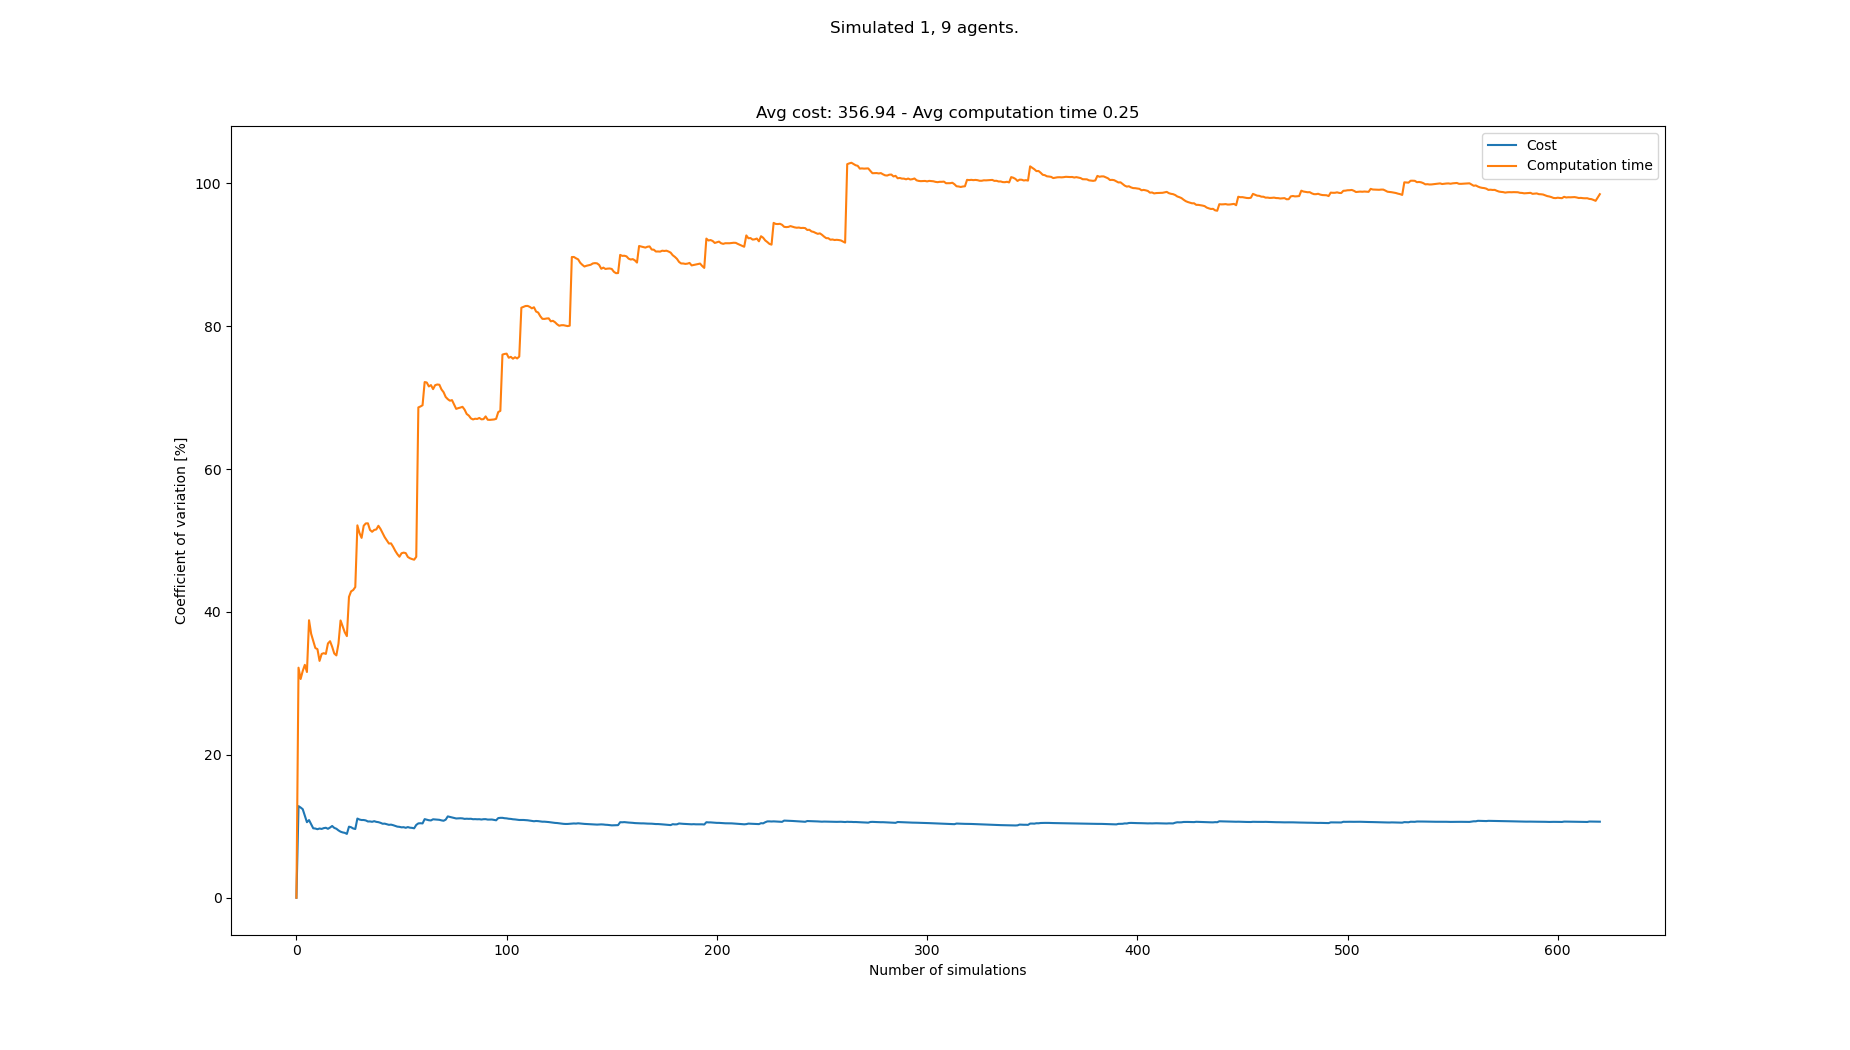 Simulated 1, 9 agents.
Avg cost: 356.94 - Avg computation time 0.25
Cost
Computation time
Coefficient of variation [%]
100
80
60
40
20
0
0 100 200 300 400 500 600
Number of simulations